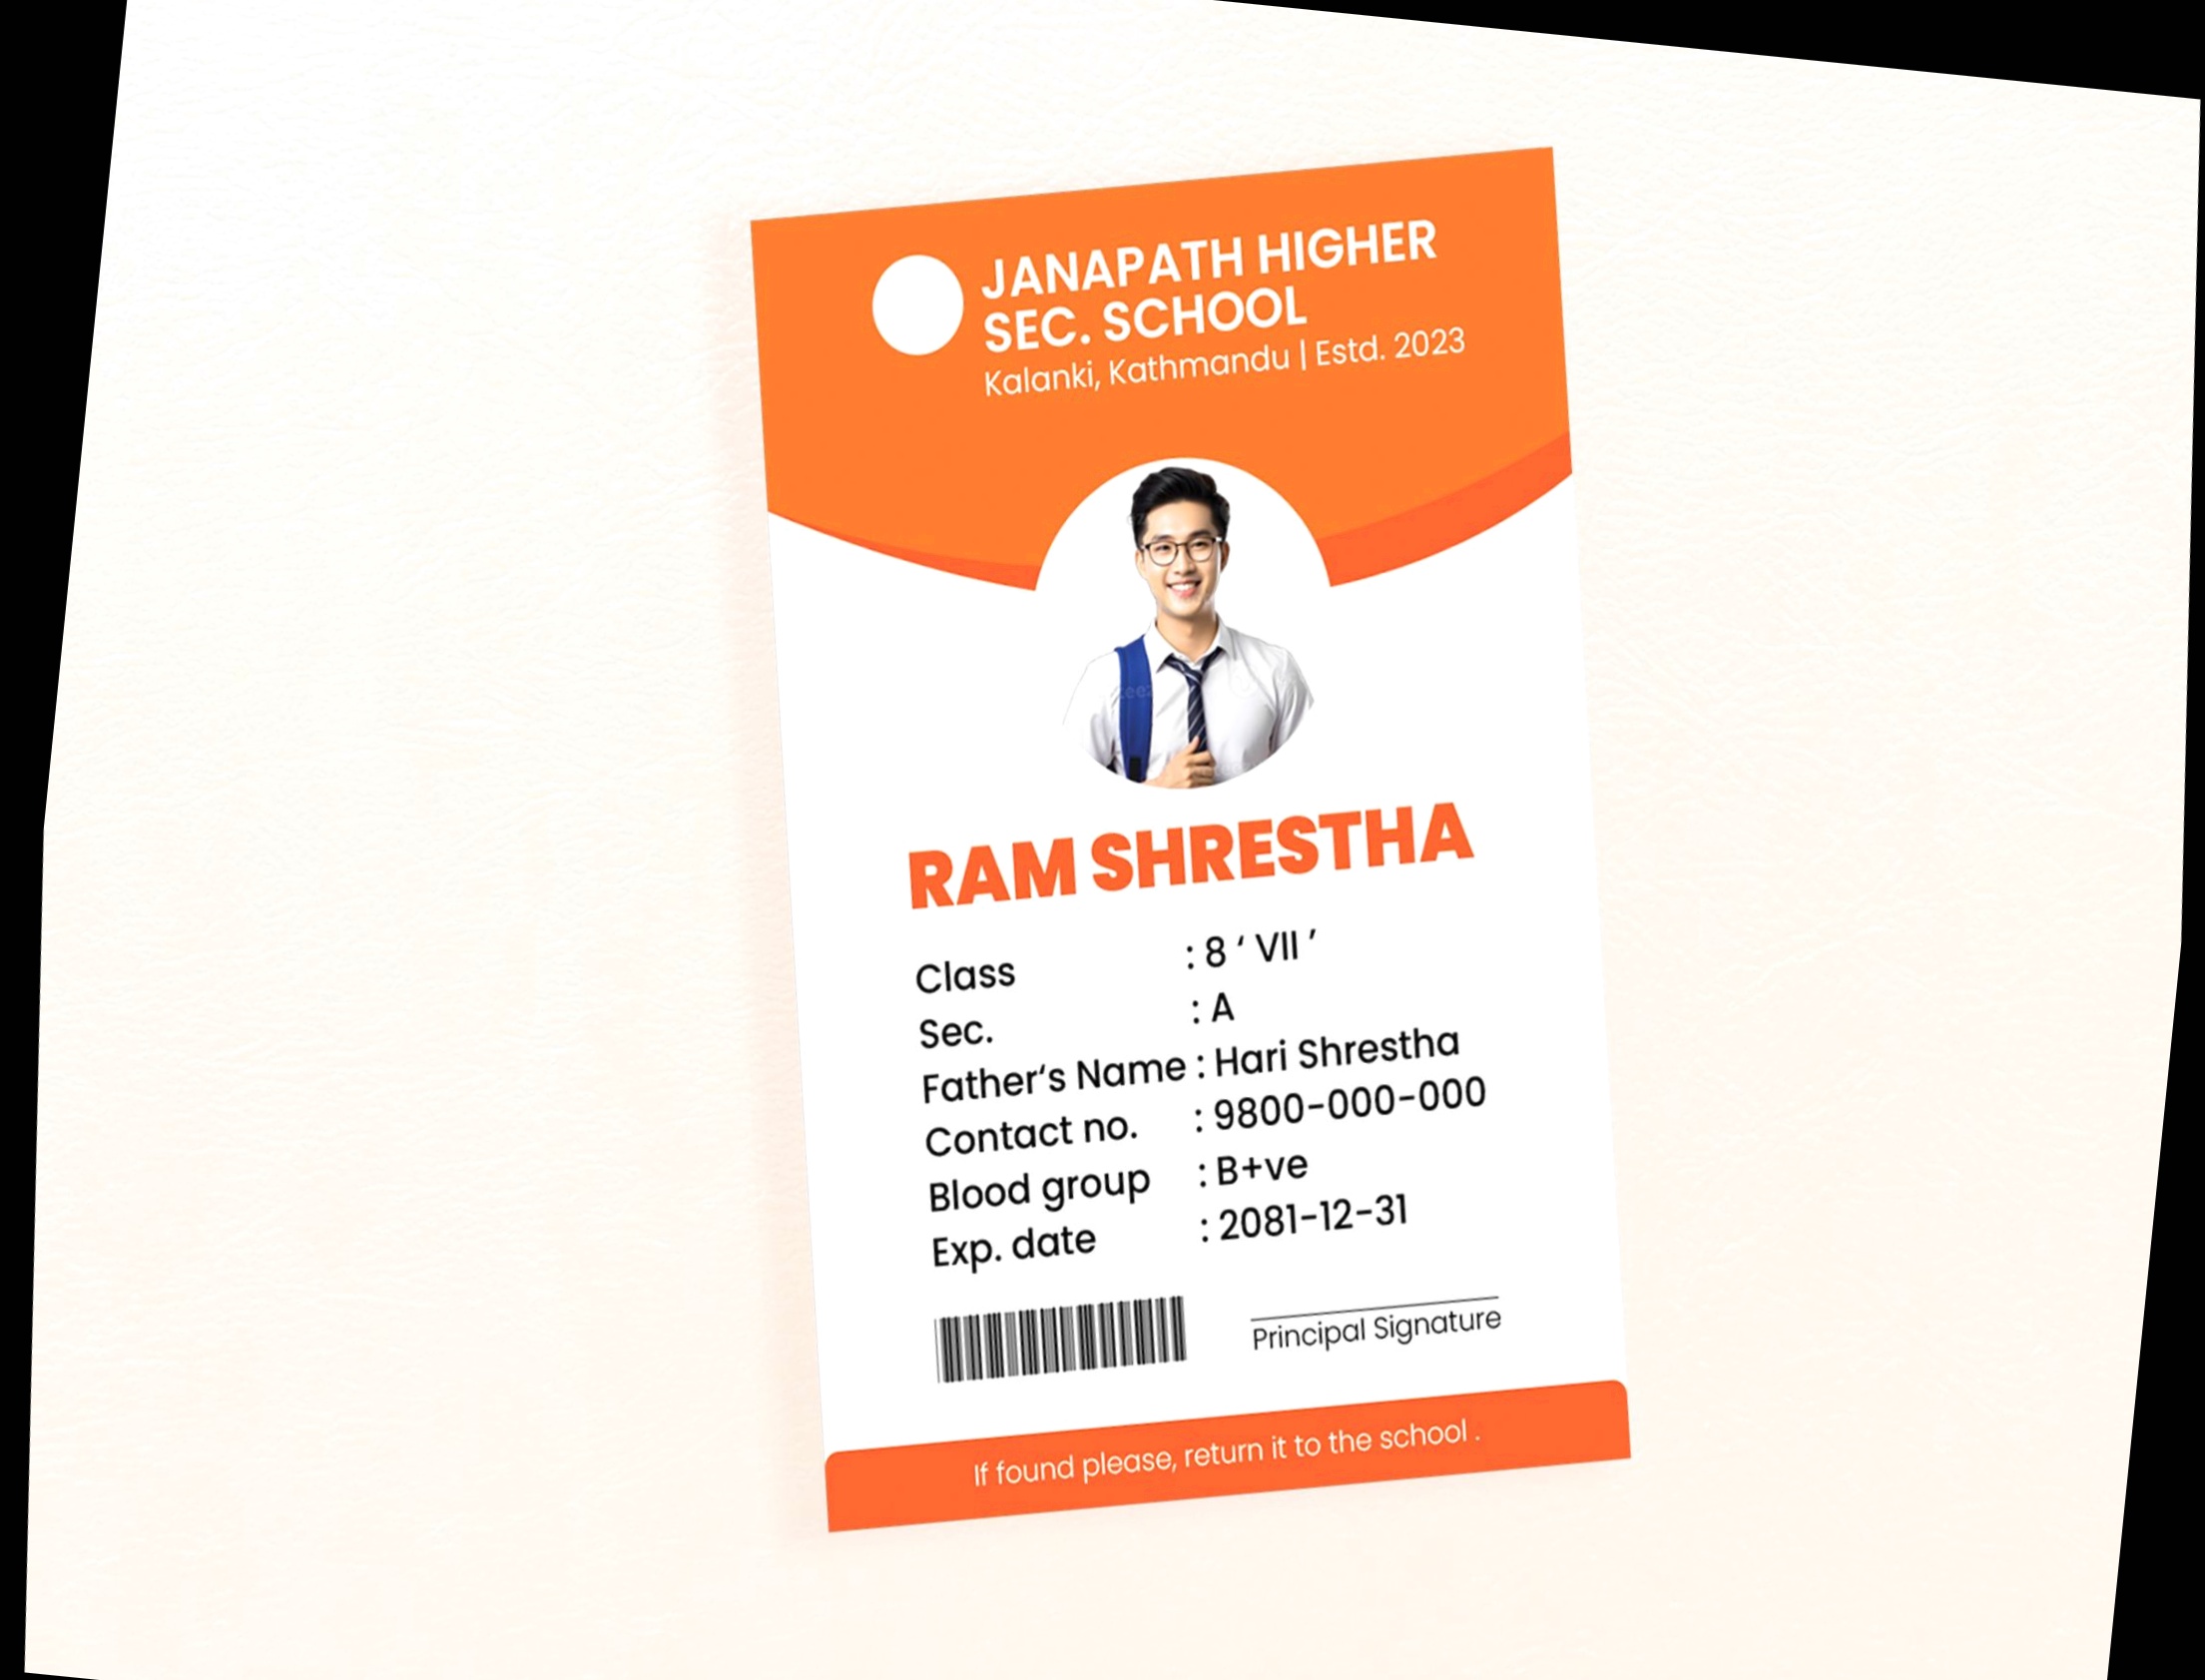 JANAPATH HIGHER
SEC. SCHOOL
Kalanki, Kathmandu | Estd. 2023
RAM SHRESTHA
Class : 8 ‘ VII ’
Sec. : A
Father‘s Name : Hari Shrestha
Contact no. : 9800-000-000
Blood group : B+ve
Exp. date : 2081-12-31
Principal Signature
If found please, return it to the school .